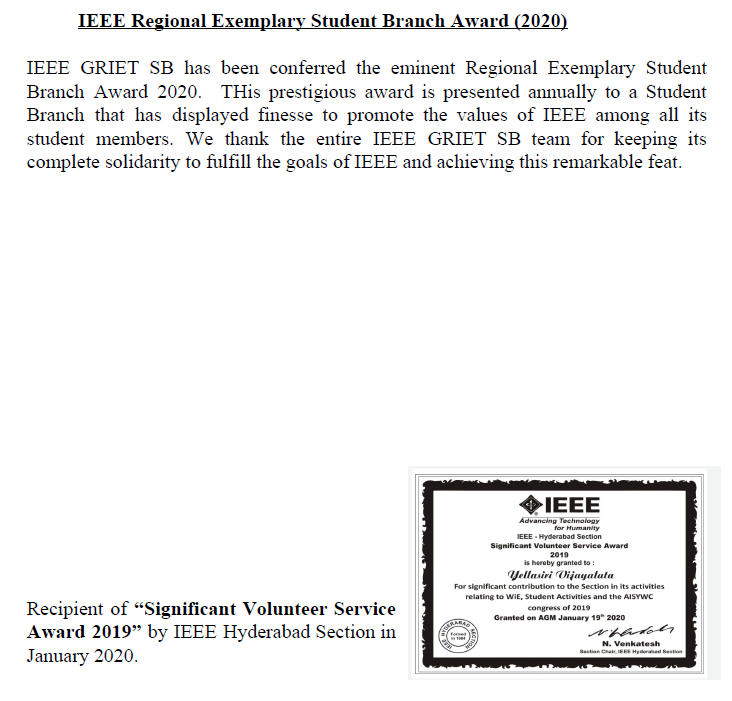 IEEE Regional Exemplary Student Branch Award (2020)
IEEE GRIET SB has been conferred the eminent Regional Exemplary Student
Branch Award 2020. THis prestigious award is presented annually to a Student
Branch that has displayed finesse to promote the values of IEEE among all its
student members. We thank the entire IEEE GRIET SB team for keeping its
complete solidarity to fulfill the goals of IEEE and achieving this remarkable feat.
Recipient of “Significant Volunteer Service
Award 2019” by IEEE Hyderabad Section in
January 2020.
IEEE
Advancing Technology
for Humanity
IEEE - Hyderabad Section
Significant Volunteer Service Award
2019
is hereby granted to :
Yellasiri Vijayalata
For significant contribution to the Section in its activities
relating to WiE, Student Activities and the AISYWC
congress of 2019
Granted on AGM January 19th 2020
IEEE HYDERABAD SECTION
Formed
in 1984
N. Venkatesh
Section Chair, IEEE Hyderabad Section